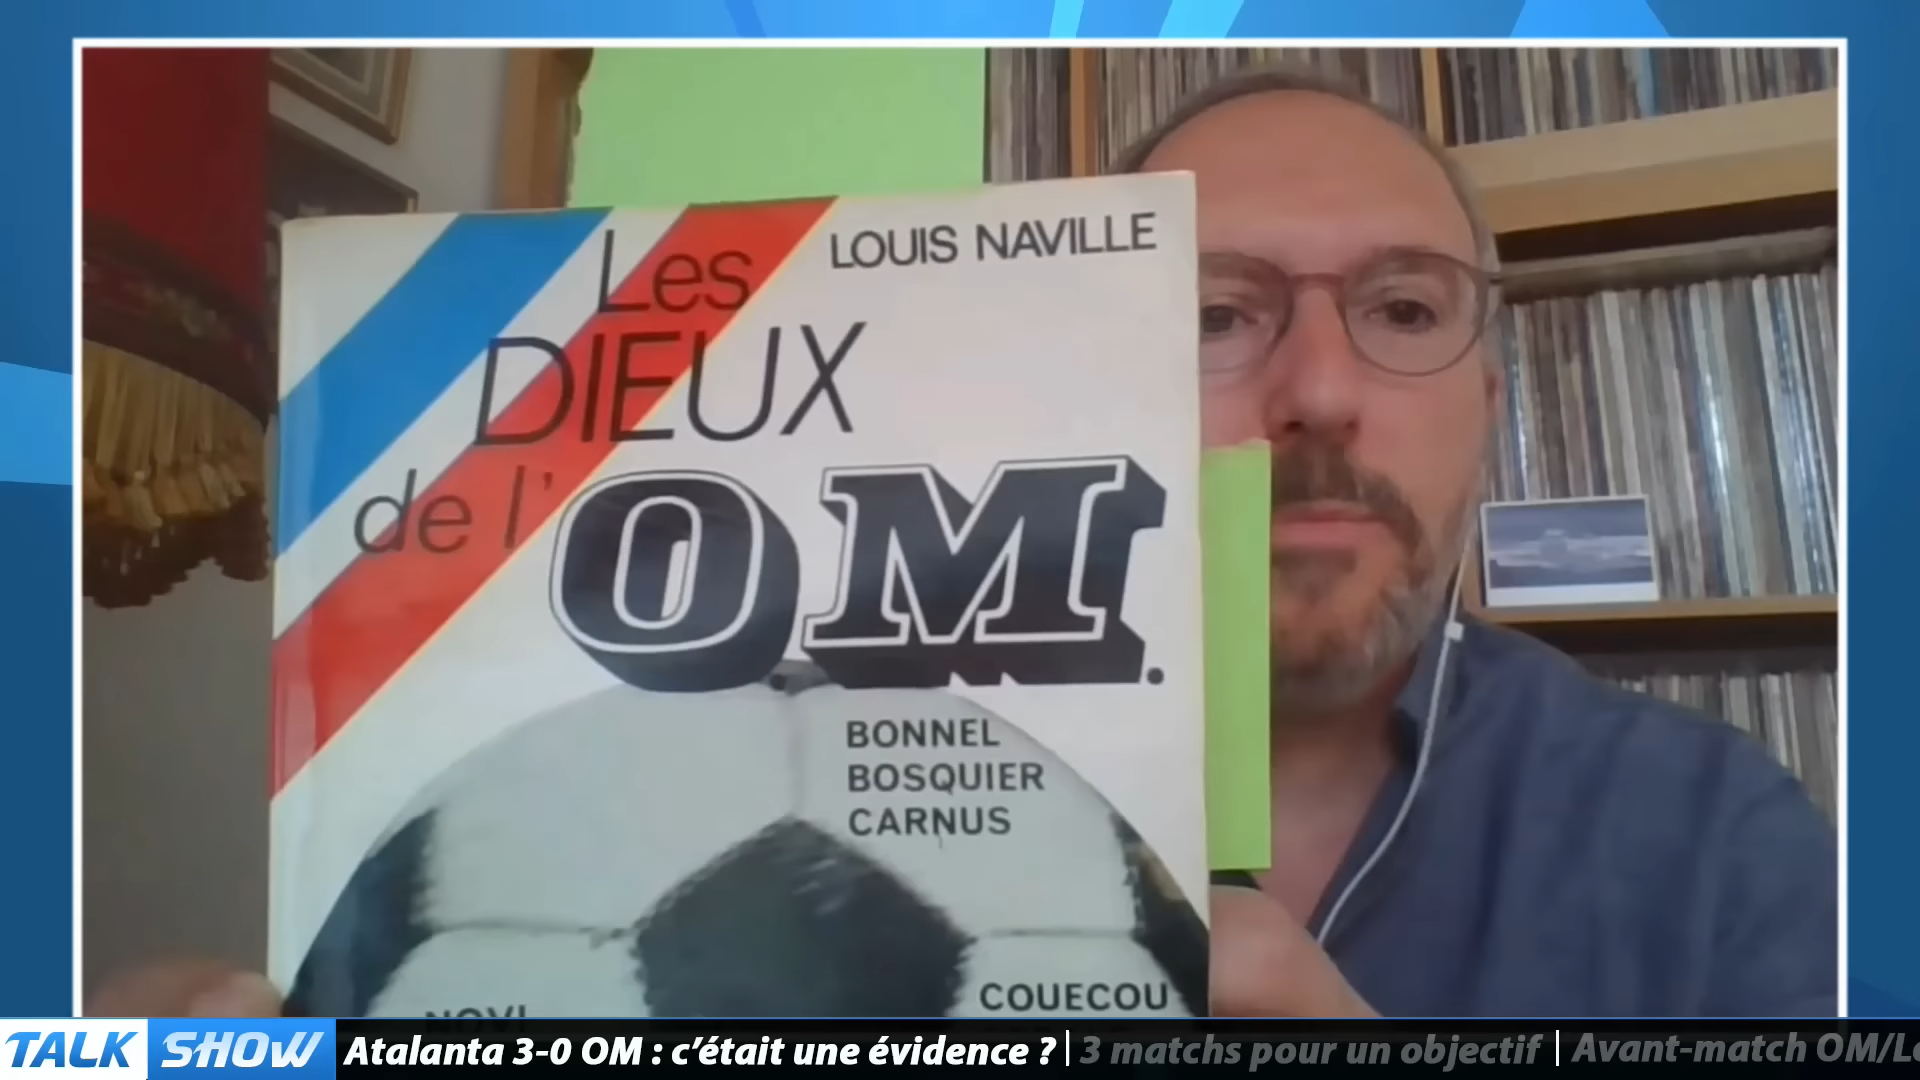 LOUIS NAVILLE
Les
DIEUX
de l'
OM.
BONNEL
BOSQUIER
CARNUS
COUECOU
NOVI
TALK SHOW
Atalanta 3-0 OM : c'était une évidence ? | 3 matchs pour un objectif | Avant-match OM/L